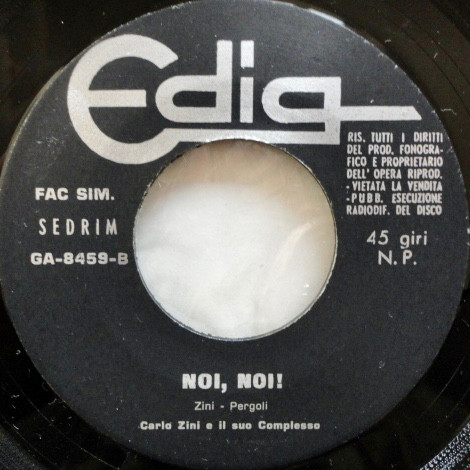 Edig
RIS. TUTTI I DIRITTI
DEL PROD. FONOGRA-
FICO E PROPRIETARIO
DELL' OPERA RIPROD.
- VIETATA LA VENDITA
- PUBB. ESECUZIONE
RADIODIF. DEL DISCO
FAC SIM.
SEDRIM
GA-8459-B
45 giri
N. P.
NOI, NOI!
Zini - Pergoli
Carlo Zini e il suo Complesso